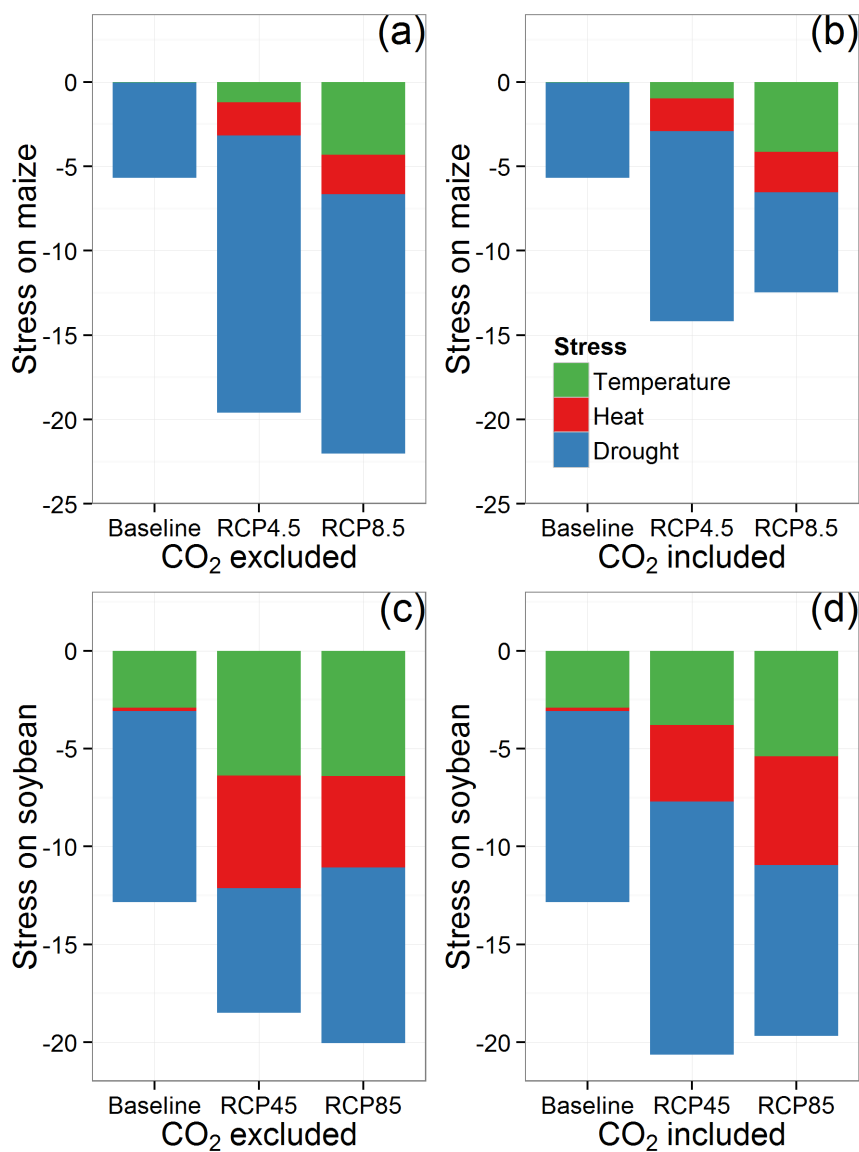 (a)
Stress on maize
0
-5
-10
-15
-20
-25
Baseline RCP4.5 RCP8.5
CO₂ excluded
(b)
Stress on maize
0
-5
-10
-15
-20
-25
Stress
Temperature
Heat
Drought
Baseline RCP4.5 RCP8.5
CO₂ included
(c)
Stress on soybean
0
-5
-10
-15
-20
Baseline RCP45 RCP85
CO₂ excluded
(d)
Stress on soybean
0
-5
-10
-15
-20
Baseline RCP45 RCP85
CO₂ included